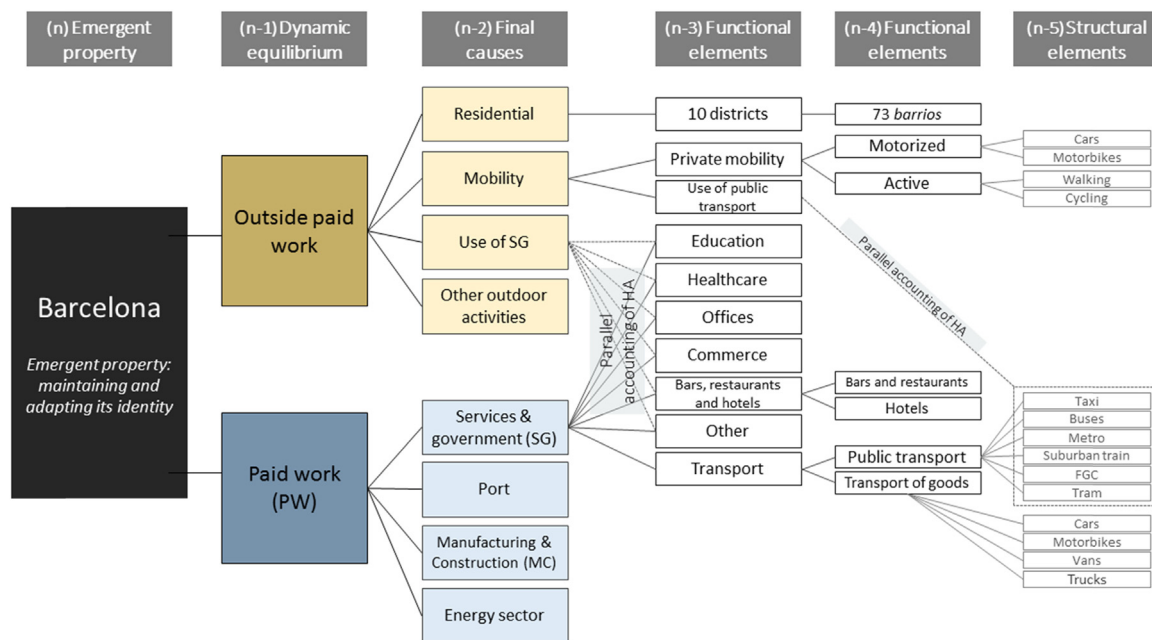 (n) Emergent
property
(n-1) Dynamic
equilibrium
(n-2) Final
causes
(n-3) Functional
elements
(n-4) Functional
elements
(n-5) Structural
elements
Barcelona
Emergent property:
maintaining and
adapting its identity
Outside paid
work
Paid work
(PW)
Residential
Mobility
Use of SG
Other outdoor
activities
Services &
government (SG)
Port
Manufacturing &
Construction (MC)
Energy sector
Parallel
accounting of HA
10 districts
Private mobility
Use of public
transport
Education
Healthcare
Offices
Commerce
Bars, restaurants
and hotels
Other
Transport
73 barrios
Motorized
Active
Parallel accounting of HA
Bars and restaurants
Hotels
Public transport
Transport of goods
Cars
Motorbikes
Walking
Cycling
Taxi
Buses
Metro
Suburban train
FGC
Tram
Cars
Motorbikes
Vans
Trucks